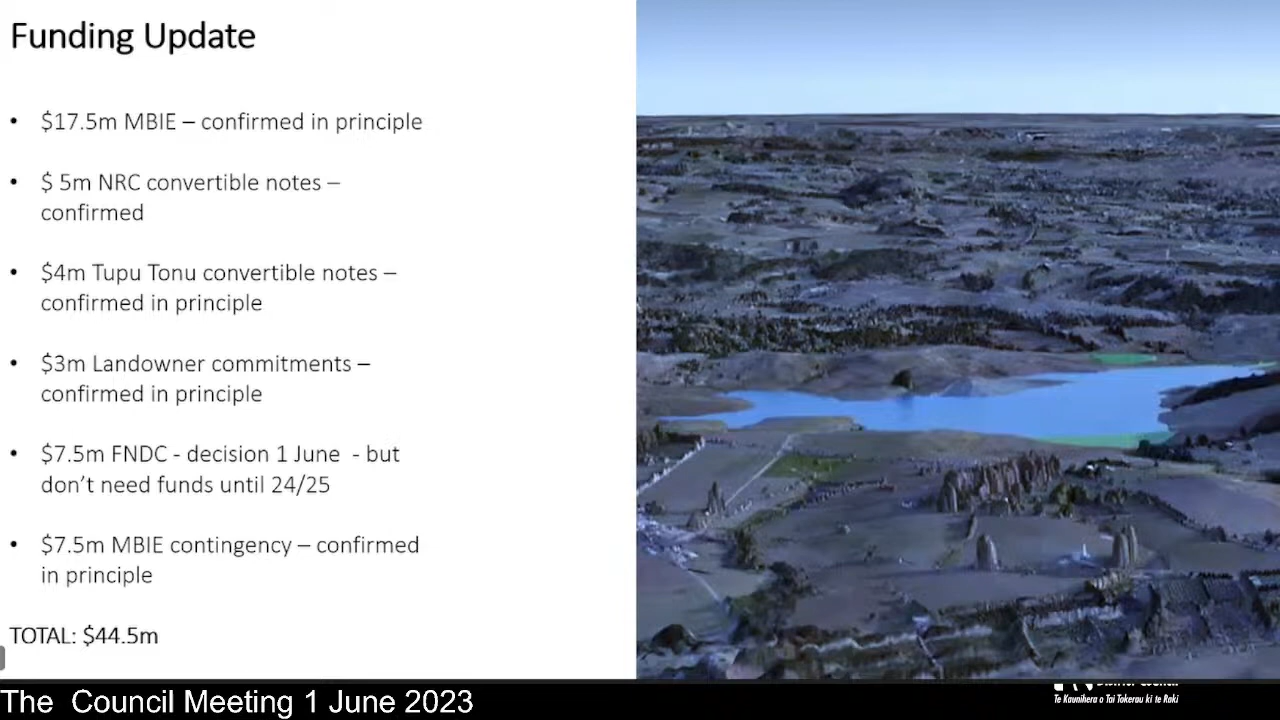 Funding Update
• $17.5m MBIE – confirmed in principle
• $ 5m NRC convertible notes –
confirmed
• $4m Tupu Tonu convertible notes –
confirmed in principle
• $3m Landowner commitments –
confirmed in principle
• $7.5m FNDC - decision 1 June - but
don't need funds until 24/25
• $7.5m MBIE contingency – confirmed
in principle
TOTAL: $44.5m
The Council Meeting 1 June 2023
District Council
Te Kaunihera o Tai Tokerau ki te Raki